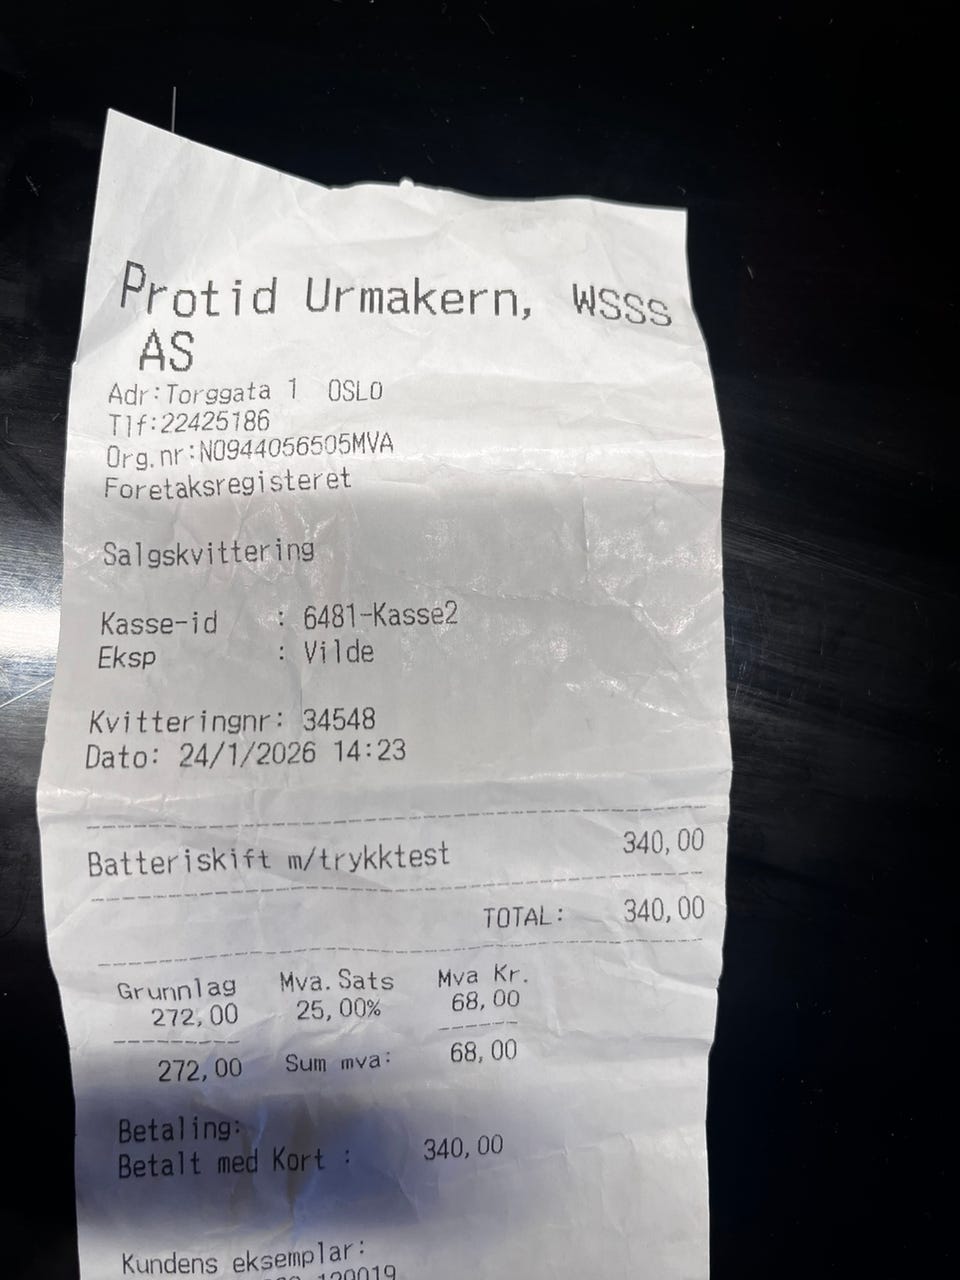 Protid Urmakern, WSSS
AS
Adr:Torggata 1 OSLO
Tlf:22425186
Org.nr:NO944056505MVA
Foretaksregisteret
Salgskvittering
Kasse-id : 6481-Kasse2
Eksp : Vilde
Kvitteringnr: 34548
Dato: 24/1/2026 14:23
Batteriskift m/trykktest 340,00
TOTAL: 340,00
Grunnlag Mva.Sats Mva Kr.
272,00 25,00% 68,00
272,00 Sum mva: 68,00
Betaling:
Betalt med Kort : 340,00
Kundens eksemplar:
120019